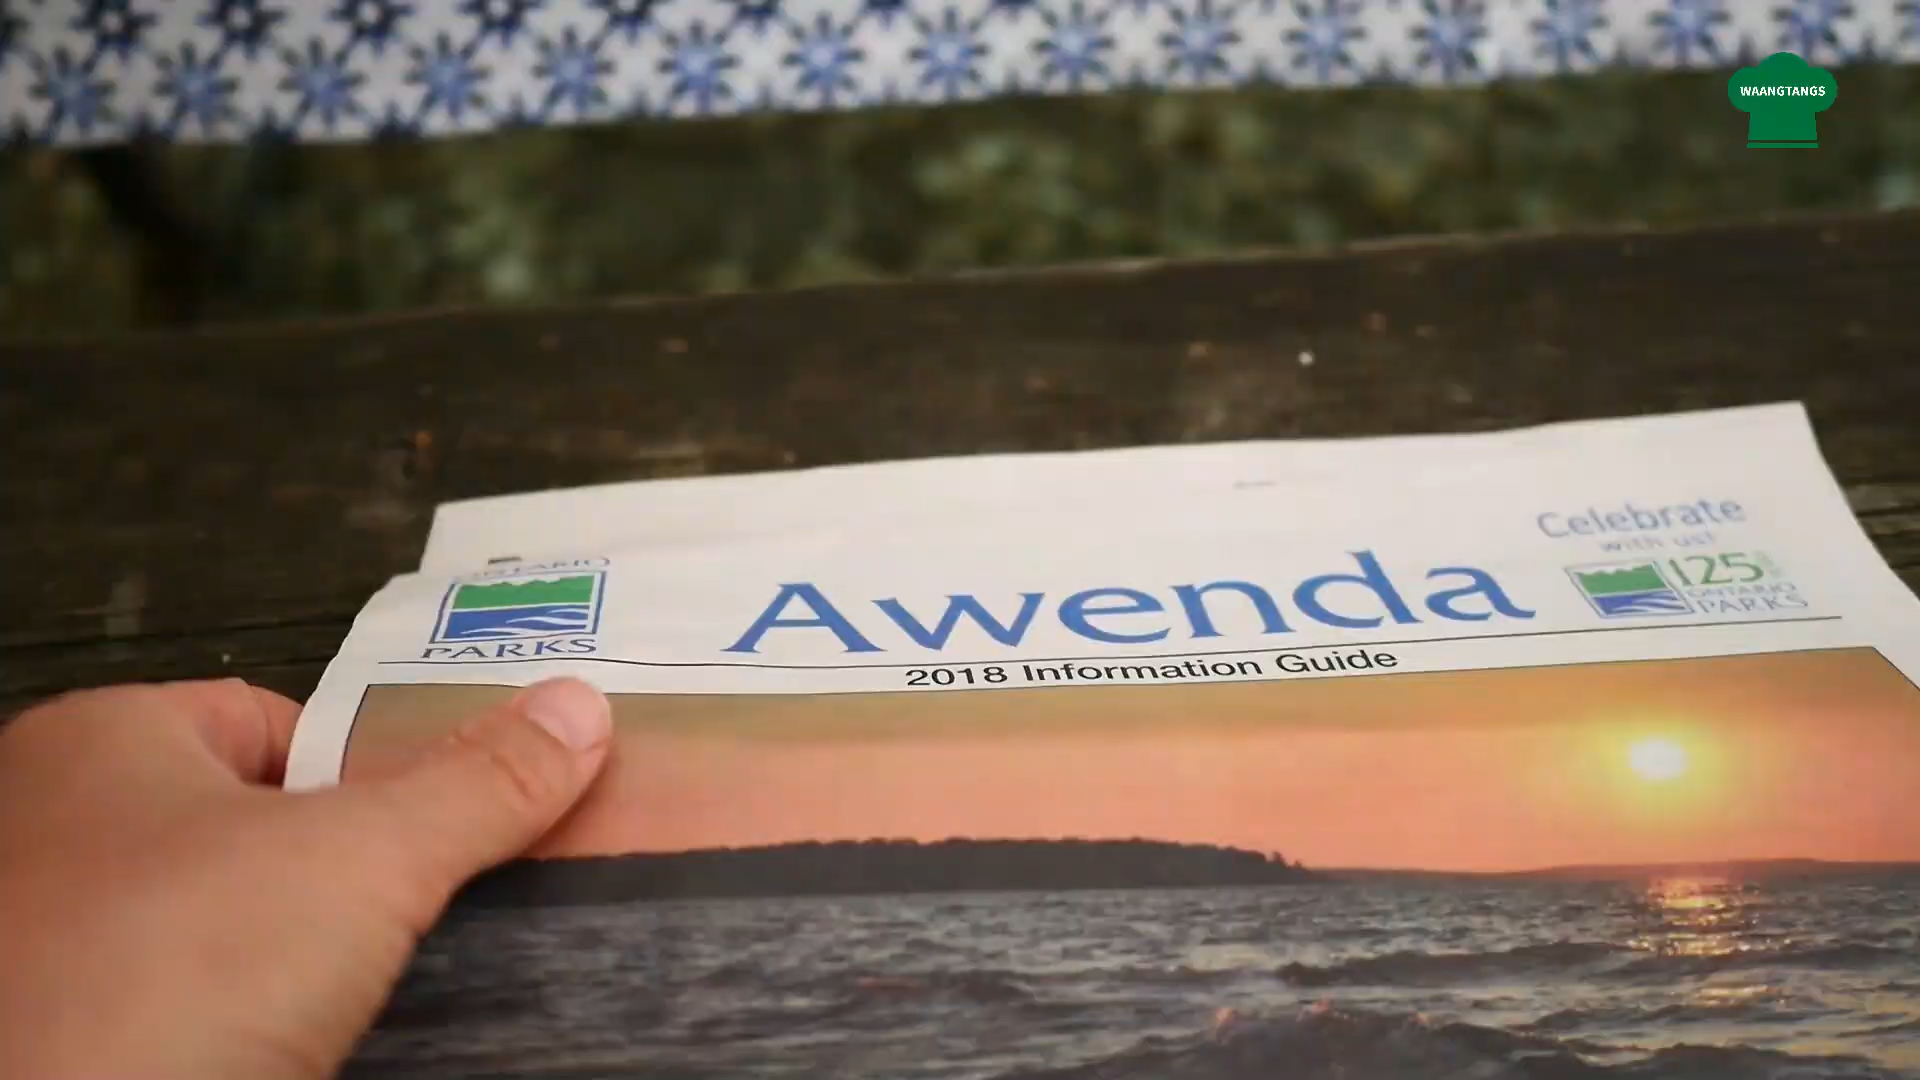 WAANGTANGS
Celebrate
with us!
ONTARIO
PARKS
Awenda
125
ONTARIO
PARKS
2018 Information Guide